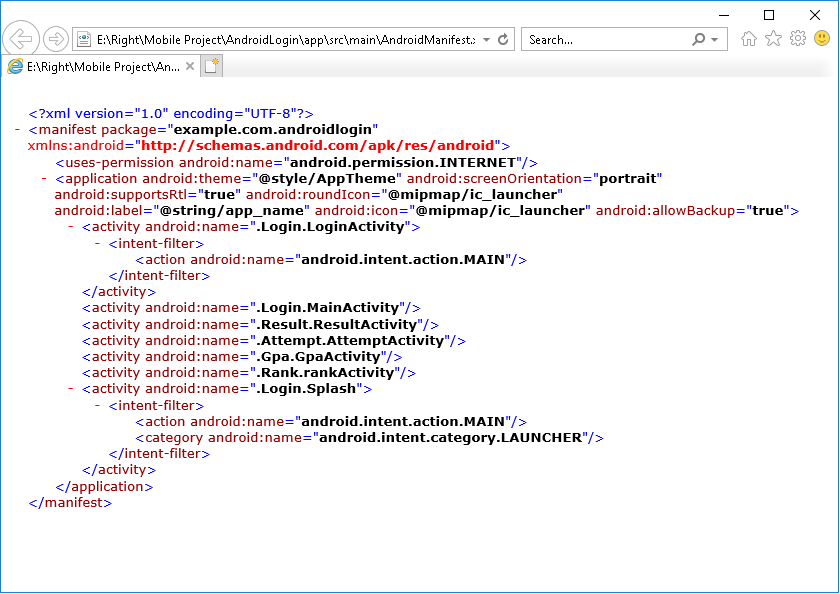 E:\Right\Mobile Project\AndroidLogin\app\src\main\AndroidManifest.x
Search...
E:\Right\Mobile Project\An...
<?xml version="1.0" encoding="UTF-8"?>
- <manifest package="example.com.androidlogin"
xmlns:android="http://schemas.android.com/apk/res/android">
<uses-permission android:name="android.permission.INTERNET"/>
- <application android:theme="@style/AppTheme" android:screenOrientation="portrait"
android:supportsRtl="true" android:roundIcon="@mipmap/ic_launcher"
android:label="@string/app_name" android:icon="@mipmap/ic_launcher" android:allowBackup="true">
- <activity android:name=".Login.LoginActivity">
- <intent-filter>
<action android:name="android.intent.action.MAIN"/>
</intent-filter>
</activity>
<activity android:name=".Login.MainActivity"/>
<activity android:name=".Result.ResultActivity"/>
<activity android:name=".Attempt.AttemptActivity"/>
<activity android:name=".Gpa.GpaActivity"/>
<activity android:name=".Rank.rankActivity"/>
- <activity android:name=".Login.Splash">
- <intent-filter>
<action android:name="android.intent.action.MAIN"/>
<category android:name="android.intent.category.LAUNCHER"/>
</intent-filter>
</activity>
</application>
</manifest>